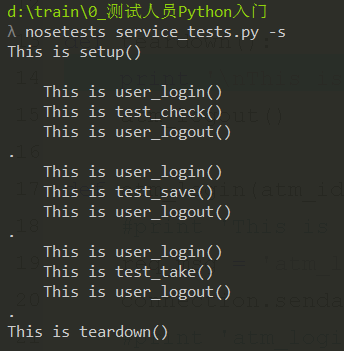 d:\train\0_测试人员Python入门
λ nosetests service_tests.py -s
This is setup()
This is user_login()
This is test_check()
This is user_logout()
.
This is user_login()
This is test_save()
This is user_logout()
.
This is user_login()
This is test_take()
This is user_logout()
.
This is teardown()